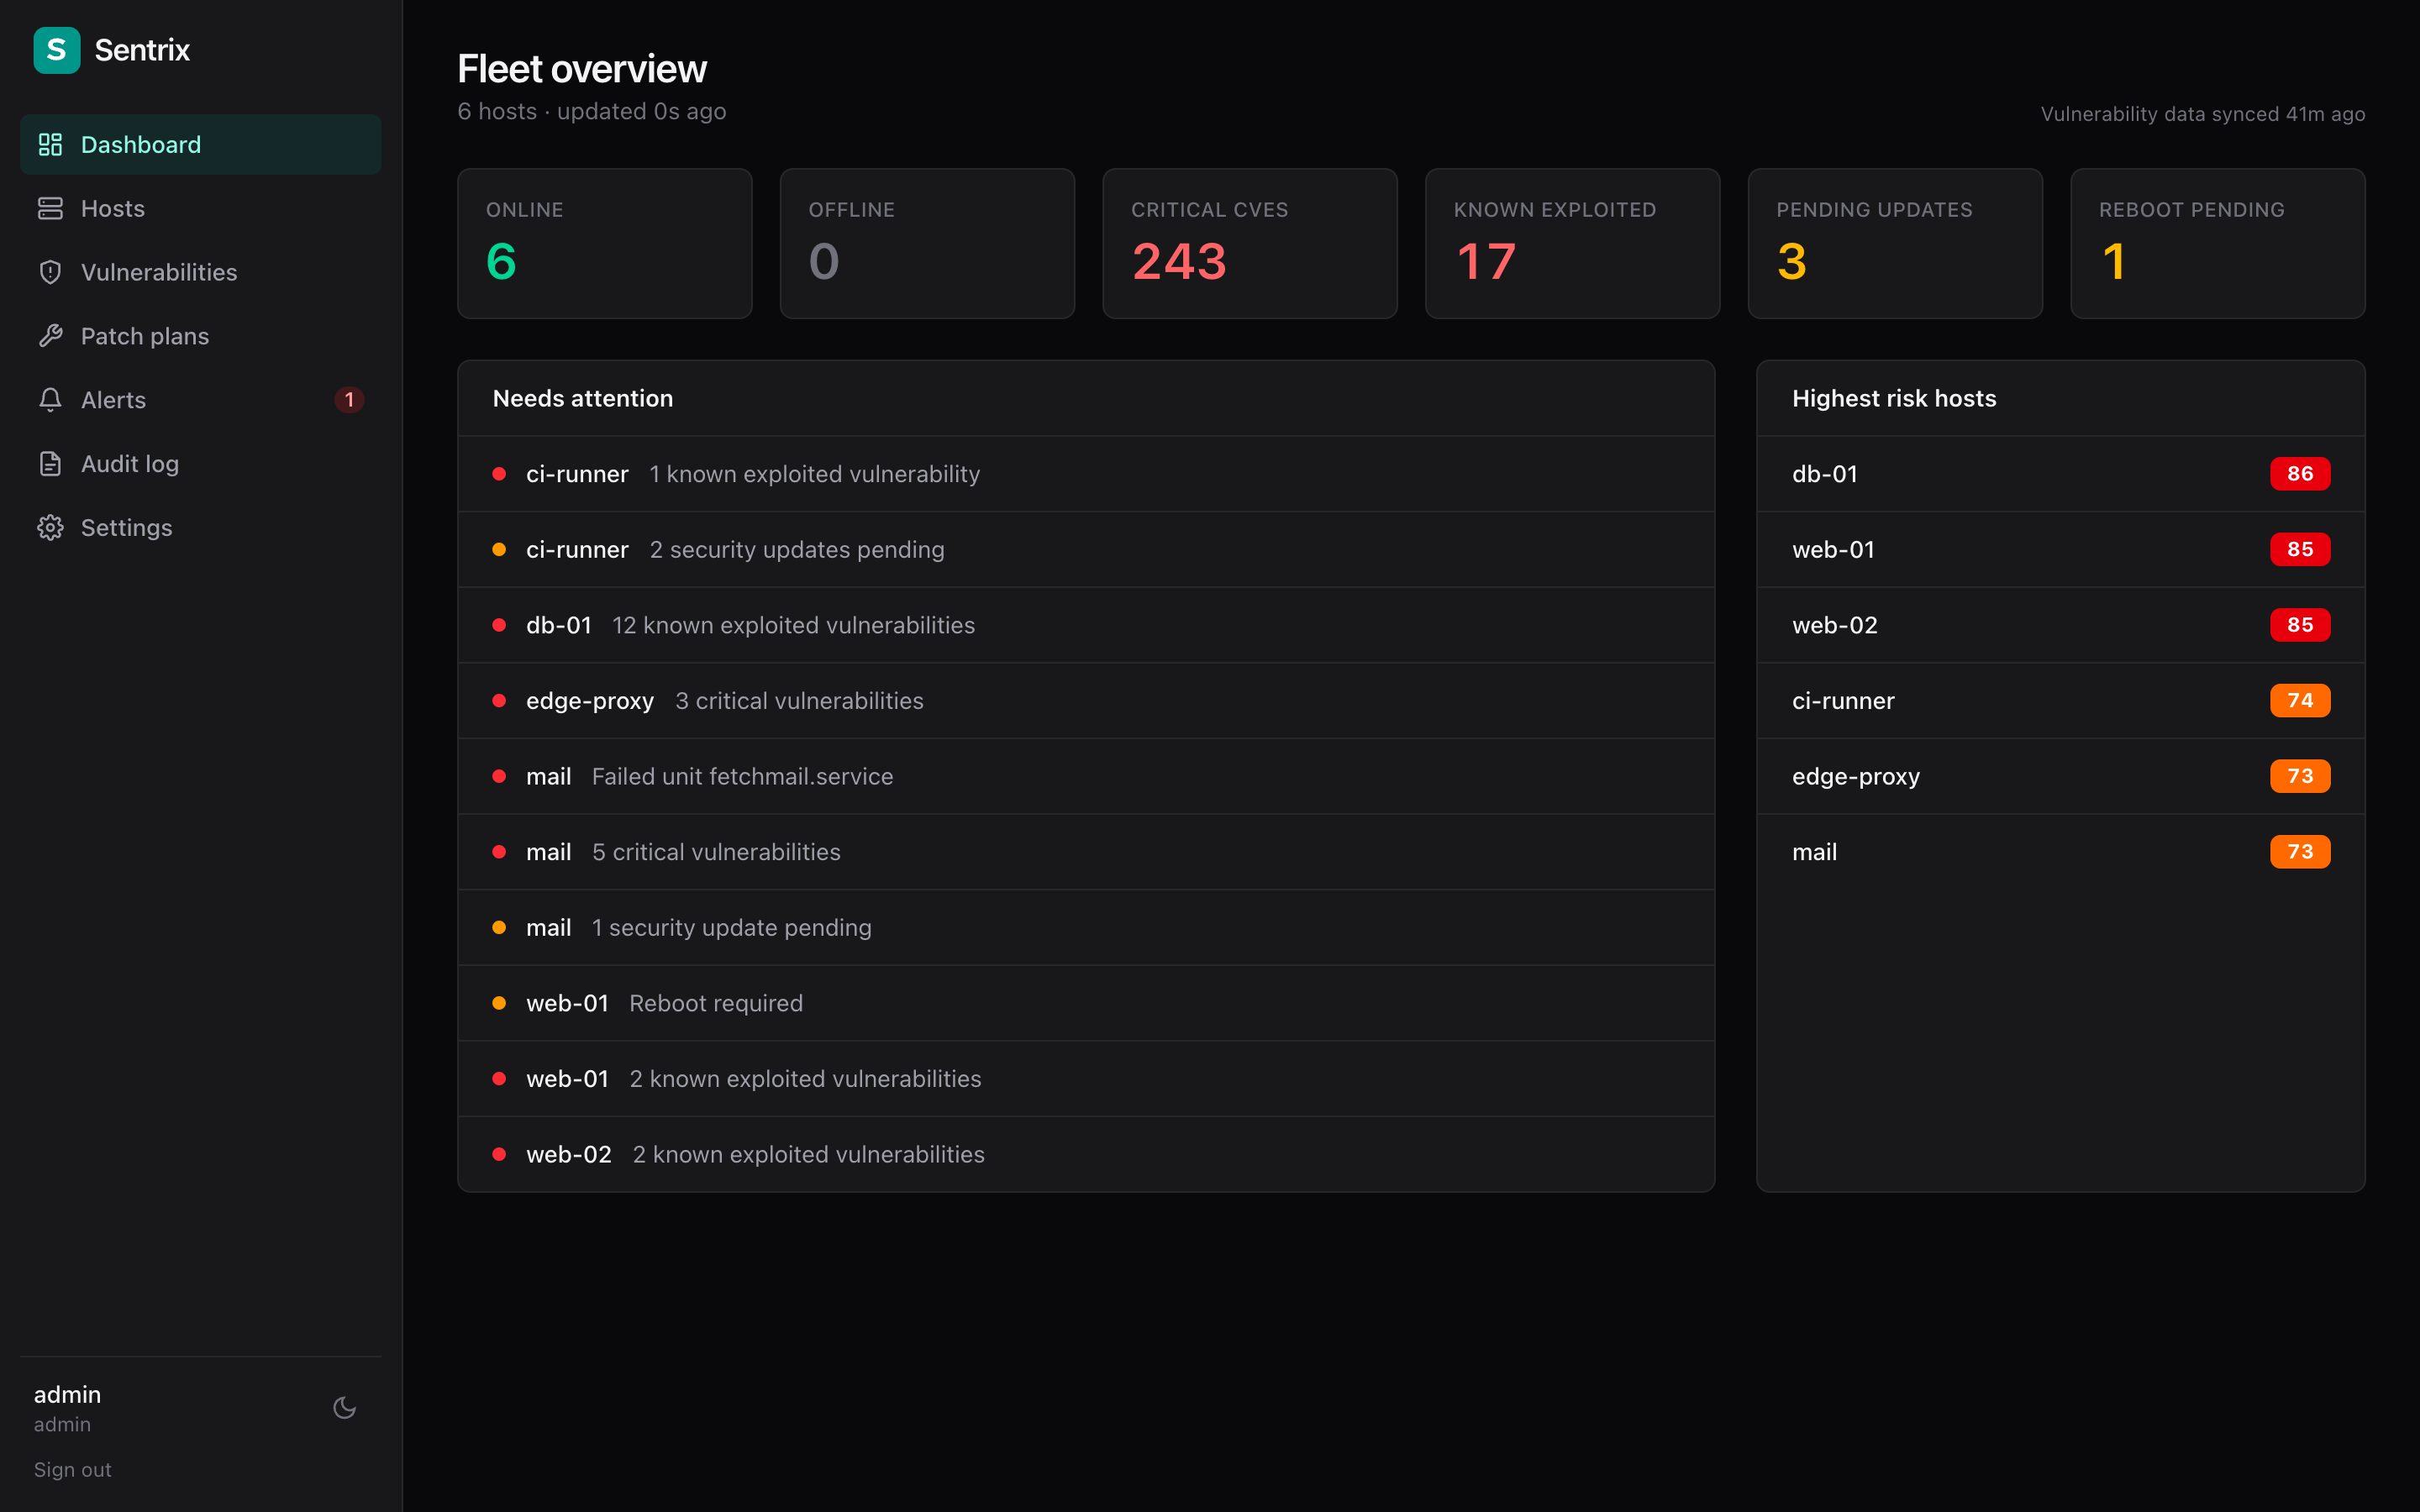 S Sentrix
Dashboard
Hosts
Vulnerabilities
Patch plans
Alerts 1
Audit log
Settings
admin
admin
Sign out
Fleet overview
6 hosts · updated 0s ago
Vulnerability data synced 41m ago
ONLINE
6
OFFLINE
0
CRITICAL CVES
243
KNOWN EXPLOITED
17
PENDING UPDATES
3
REBOOT PENDING
1
Needs attention
ci-runner 1 known exploited vulnerability
ci-runner 2 security updates pending
db-01 12 known exploited vulnerabilities
edge-proxy 3 critical vulnerabilities
mail Failed unit fetchmail.service
mail 5 critical vulnerabilities
mail 1 security update pending
web-01 Reboot required
web-01 2 known exploited vulnerabilities
web-02 2 known exploited vulnerabilities
Highest risk hosts
db-01 86
web-01 85
web-02 85
ci-runner 74
edge-proxy 73
mail 73